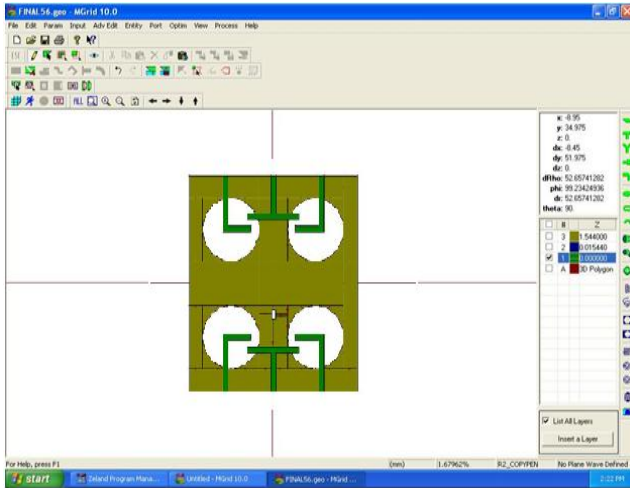 FINAL56.geo - MGrid 10.0
File Edit Param Input Adv Edit Entity Port Optim View Process Help
x: -8.95
y: 34.975
z: 0.
dx: -8.45
dy: 51.975
dz: 0.
dRho: 52.65741282
phi: 99.23424936
dr: 52.65741282
theta: 90.
# Z
3 1.544000
2 0.015440
1 0.000000
A 3D Polygon
List All Layers
Insert a Layer
For Help, press F1 (mm) 1.67962% R2_COPYPEN No Plane Wave Defined
start Zeland Program Mana... Untitled - MGrid 10.0 FINAL56.geo - MGrid ... 2:22 PM